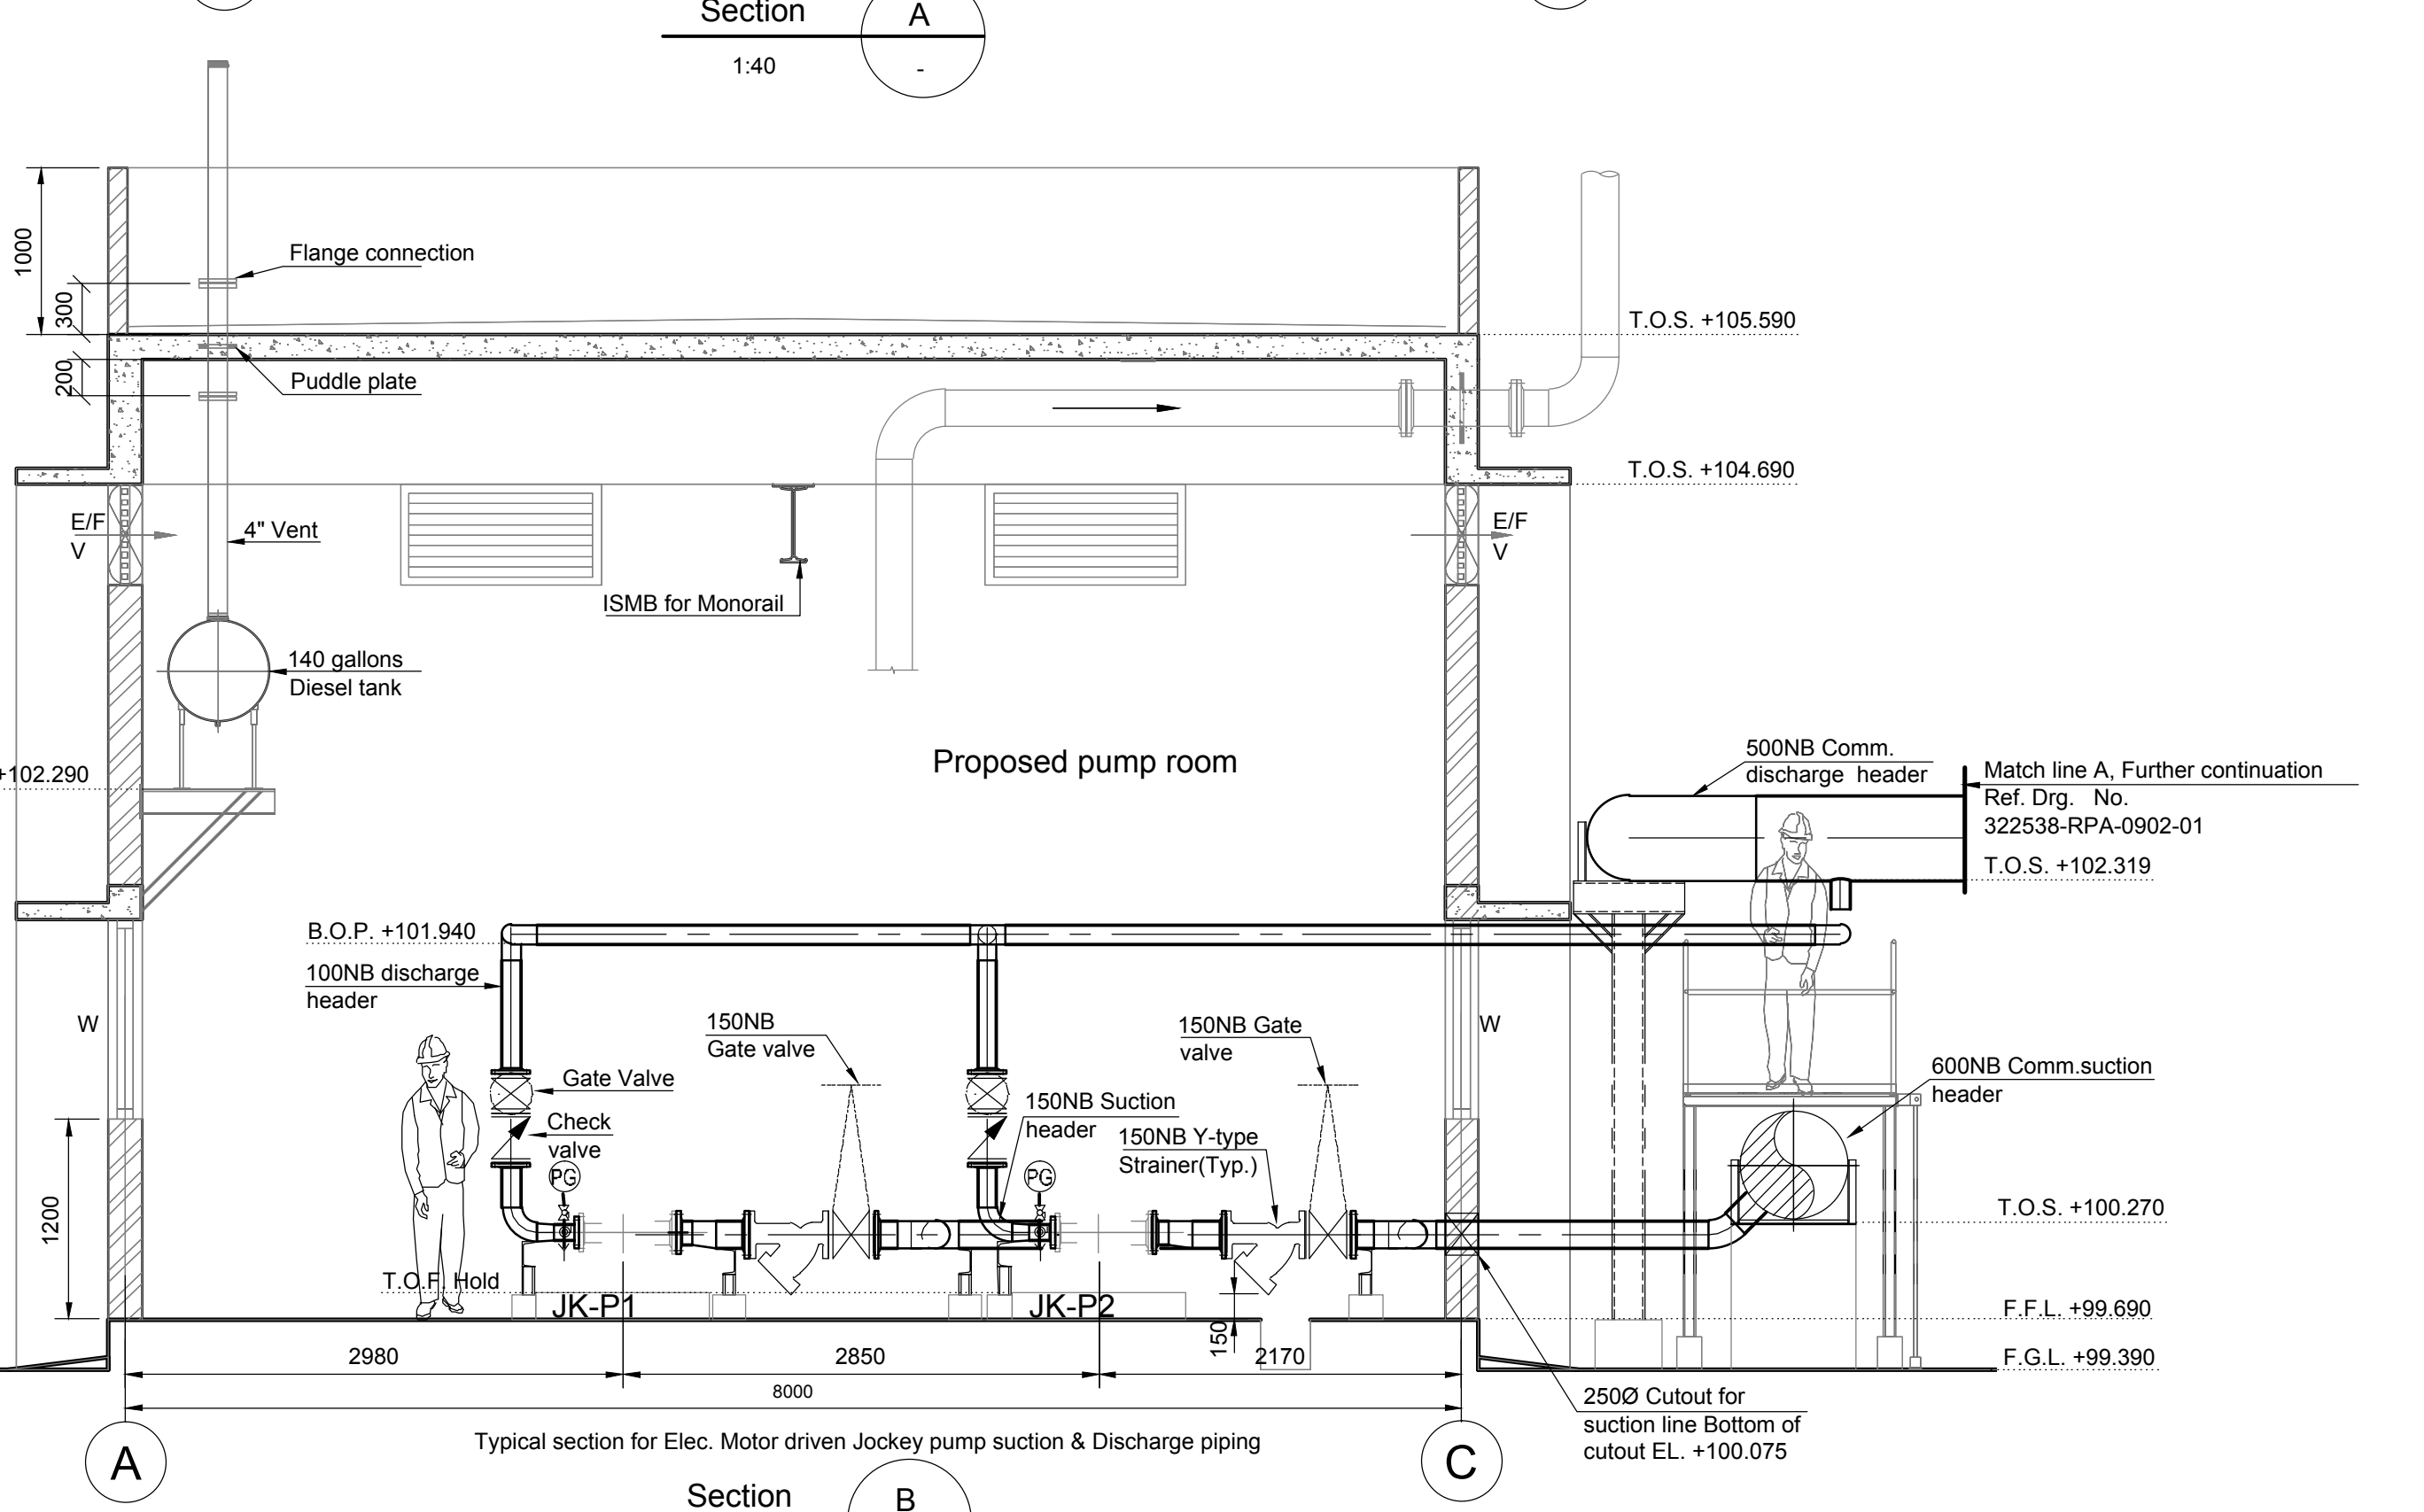 Section
A
1:40
-
1000
Flange connection
300
T.O.S. +105.590
200
Puddle plate
T.O.S. +104.690
E/F
V
4" Vent
E/F
V
ISMB for Monorail
140 gallons
Diesel tank
Proposed pump room
500NB Comm.
discharge header
Match line A, Further continuation
Ref. Drg. No.
322538-RPA-0902-01
+102.290
T.O.S. +102.319
B.O.P. +101.940
100NB discharge
header
W
150NB
Gate valve
150NB Gate
valve
W
Gate Valve
600NB Comm.suction
header
Check
valve
150NB Suction
header
150NB Y-type
Strainer(Typ.)
PG
PG
1200
T.O.S. +100.270
T.O.F. Hold
JK-P1
JK-P2
F.F.L. +99.690
150
2980
2850
2170
F.G.L. +99.390
8000
250Ø Cutout for
suction line Bottom of
cutout EL. +100.075
A
Typical section for Elec. Motor driven Jockey pump suction & Discharge piping
C
Section
B